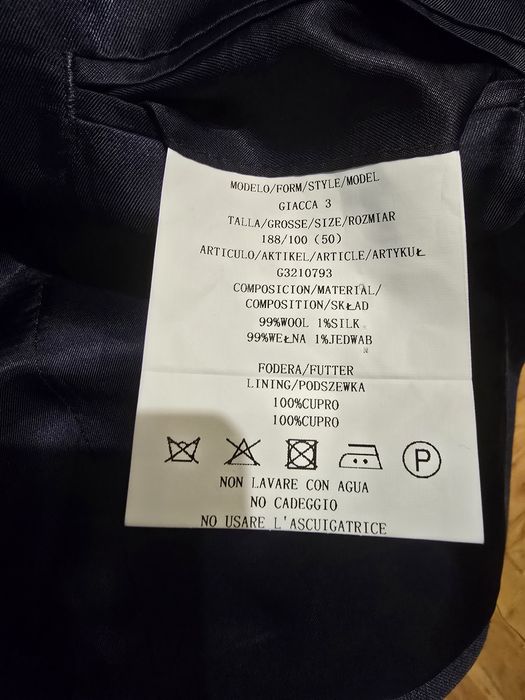 MODELO/FORM/STYLE/MODEL
GIACCA 3
TALLA/GROSSE/SIZE/ROZMIAR
188/100 (50)
ARTICULO/AKTIKEL/ARTICLE/ARTYKUŁ
G3210793
COMPOSICION/MATERIAL/
COMPOSITION/SKŁAD
99%WOOL 1%SILK
99%WEŁNA 1%JEDWAB
N
FODERA/FUTTER
LINING/PODSZEWKA
100%CUPRO
100%CUPRO
P
NON LAVARE CON AGUA
NO CADEGGIO
NO USARE L'ASCUIGATRICE